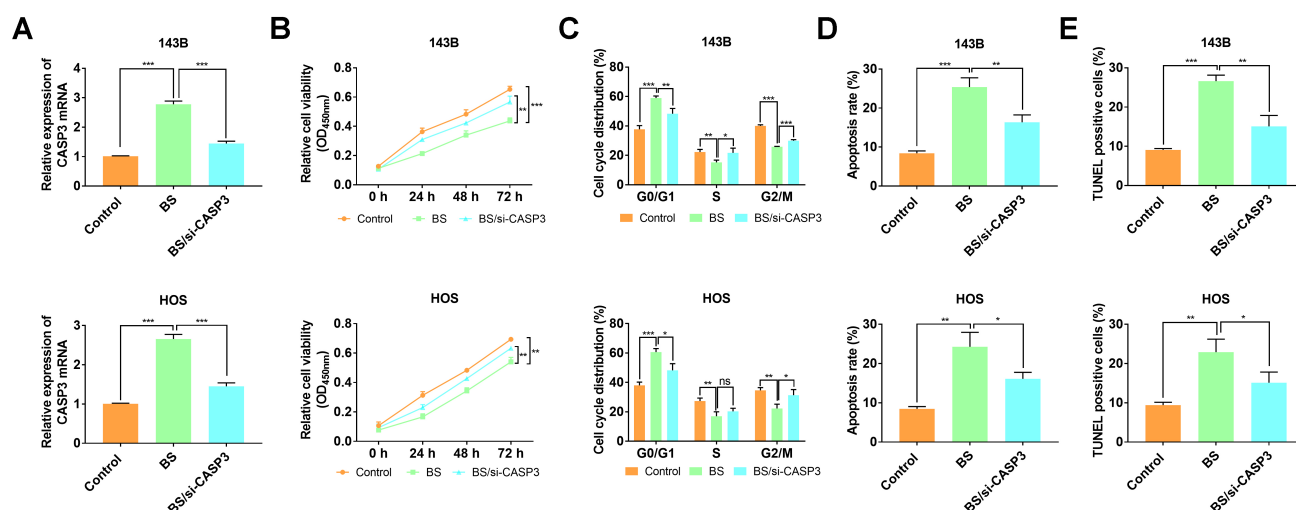 A
143B
Relative expression of
CASP3 mRNA
4
3
2
1
0
***
***
Control
BS
BS/si-CASP3
B
143B
Relative cell viability
(OD450nm)
0.8
0.6
0.4
0.2
0.0
**
***
0 h
24 h
48 h
72 h
Control
BS
BS/si-CASP3
C
143B
Cell cycle distribution (%)
80
60
40
20
0
***
**
**
*
***
***
G0/G1
S
G2/M
Control
BS
BS/si-CASP3
D
143B
Apoptosis rate (%)
30
20
10
0
***
**
Control
BS
BS/si-CASP3
E
143B
TUNEL positive cells (%)
30
20
10
0
***
**
Control
BS
BS/si-CASP3
HOS
Relative expression of
CASP3 mRNA
3
2
1
0
***
***
Control
BS
BS/si-CASP3
HOS
Relative cell viability
(OD450nm)
0.8
0.6
0.4
0.2
0.0
**
**
0 h
24 h
48 h
72 h
Control
BS
BS/si-CASP3
HOS
Cell cycle distribution (%)
80
60
40
20
0
***
*
**
ns
**
*
G0/G1
S
G2/M
Control
BS
BS/si-CASP3
HOS
Apoptosis rate (%)
30
20
10
0
**
*
Control
BS
BS/si-CASP3
HOS
TUNEL positive cells (%)
30
20
10
0
**
*
Control
BS
BS/si-CASP3